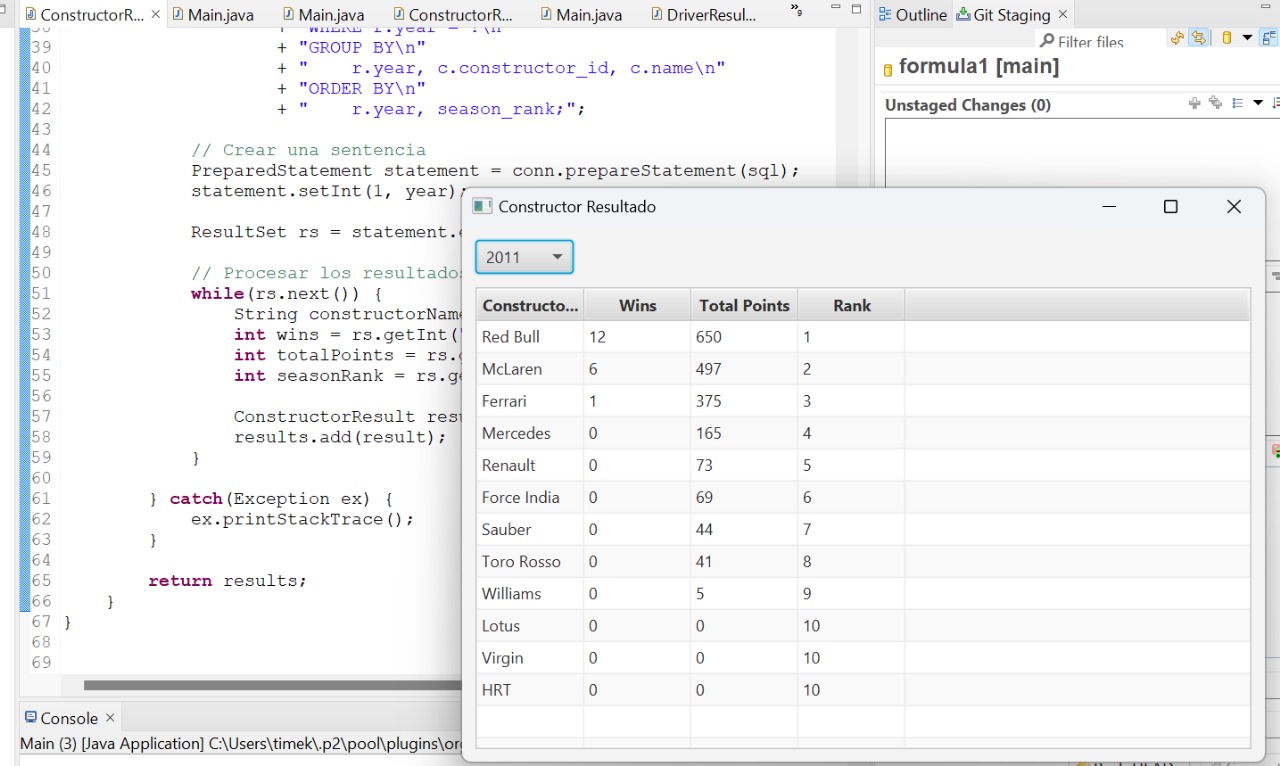 ConstructorR... Main.java Main.java ConstructorR... Main.java DriverResul... »9 Outline Git Staging
Filter files
formula1 [main]
Unstaged Changes (0)
38 + "WHERE r.year = ?\n"
39 + "GROUP BY\n"
40 + "    r.year, c.constructor_id, c.name\n"
41 + "ORDER BY\n"
42 + "    r.year, season_rank;";
43
44 // Crear una sentencia
45 PreparedStatement statement = conn.prepareStatement(sql);
46 statement.setInt(1, year);
47
48 ResultSet rs = statement.e
49
50 // Procesar los resultados
51 while(rs.next()) {
52 String constructorName
53 int wins = rs.getInt("
54 int totalPoints = rs.g
55 int seasonRank = rs.ge
56
57 ConstructorResult resu
58 results.add(result);
59 }
60
61 } catch(Exception ex) {
62 ex.printStackTrace();
63 }
64
65 return results;
66 }
67 }
68
69
Console
Main (3) [Java Application] C:\Users\timek\.p2\pool\plugins\or
Constructor Resultado
2011
Constructo... Wins Total Points Rank
Red Bull 12 650 1
McLaren 6 497 2
Ferrari 1 375 3
Mercedes 0 165 4
Renault 0 73 5
Force India 0 69 6
Sauber 0 44 7
Toro Rosso 0 41 8
Williams 0 5 9
Lotus 0 0 10
Virgin 0 0 10
HRT 0 0 10